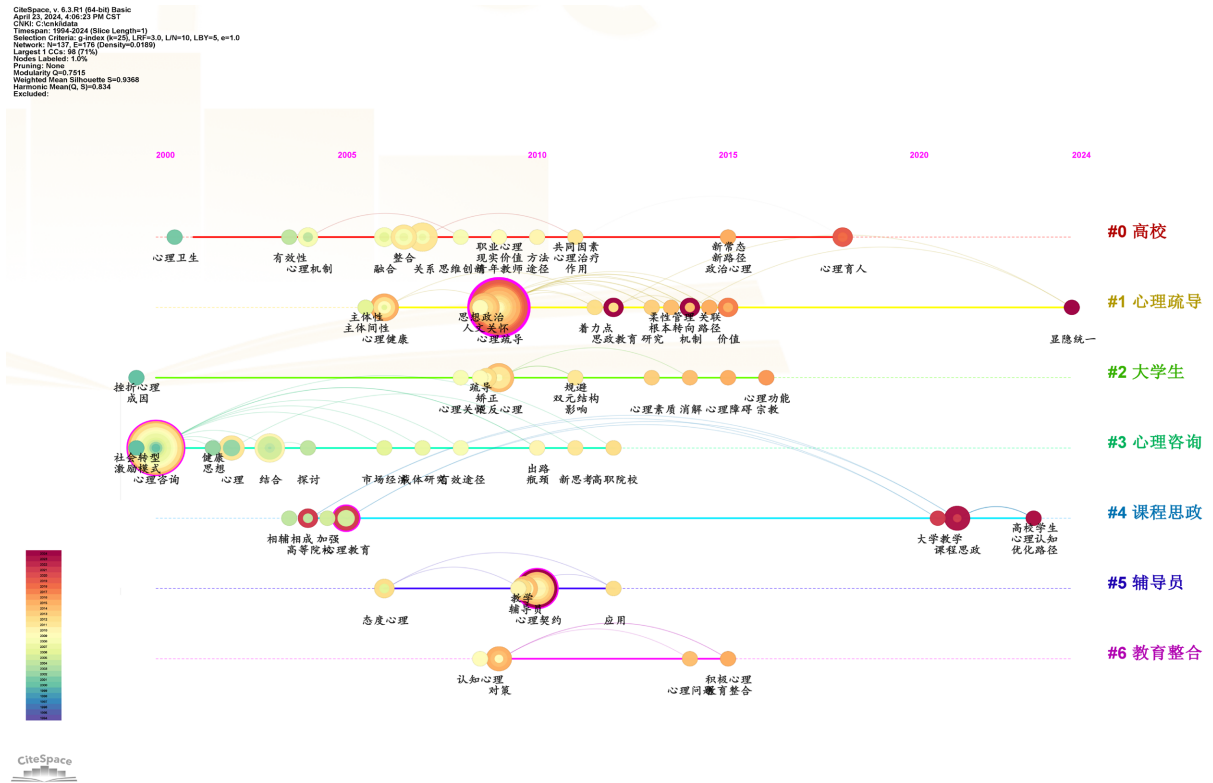 CiteSpace, v. 6.3.R1 (64-bit) Basic
April 23, 2024, 4:06:23 PM CST
CNKI: C:\cnki\data
Timespan: 1994-2024 (Slice Length=1)
Selection Criteria: g-index (k=25), LRF=3.0, L/N=10, LBY=5, e=1.0
Network: N=137, E=176 (Density=0.0189)
Largest 1 CCs: 98 (71%)
Nodes Labeled: 1.0%
Pruning: None
Modularity Q=0.7515
Weighted Mean Silhouette S=0.9368
Harmonic Mean(Q, S)=0.834
Excluded:
2000 2005 2010 2015 2020 2024
#0 高校
心理卫生 有效性 整合 职业心理 共同因素 新常态
心理机制 融合 关系 思维创新 现实价值 方法 心理治疗 新路径 心理育人
青年教师 途径 作用 政治心理
#1 心理疏导
主体性 思想政治 柔性管理 关联
主体间性 人文关怀 着力点 根本转向 路径
心理健康 心理疏导 思政教育 研究 机制 价值 显隐统一
#2 大学生
挫折心理 疏导 规避 心理功能
成因 矫正 双元结构 宗教
心理关怀 逆反心理 影响 心理素质 消解 心理障碍
#3 心理咨询
社会转型 健康 出路
激励模式 思想 瓶颈
心理咨询 心理 结合 探讨 市场经济 载体研究 有效途径 新思考 高职院校
#4 课程思政
相辅相成 加强 大学教学 高校学生
高等院校 心理教育 课程思政 心理认知
优化路径
#5 辅导员
教学
辅导员
态度心理 心理契约 应用
#6 教育整合
认知心理 积极心理
对策 心理问题 教育整合
CiteSpace